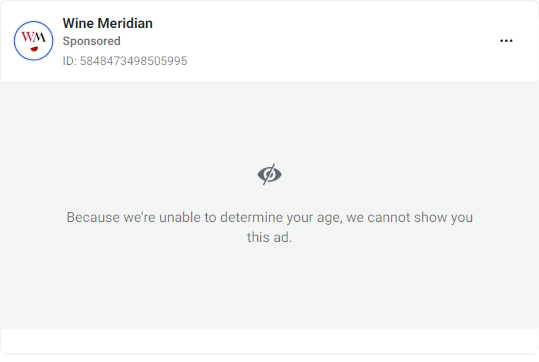 Wine Meridian
Sponsored
ID: 5848473498505995
WM
Because we're unable to determine your age, we cannot show you
this ad.